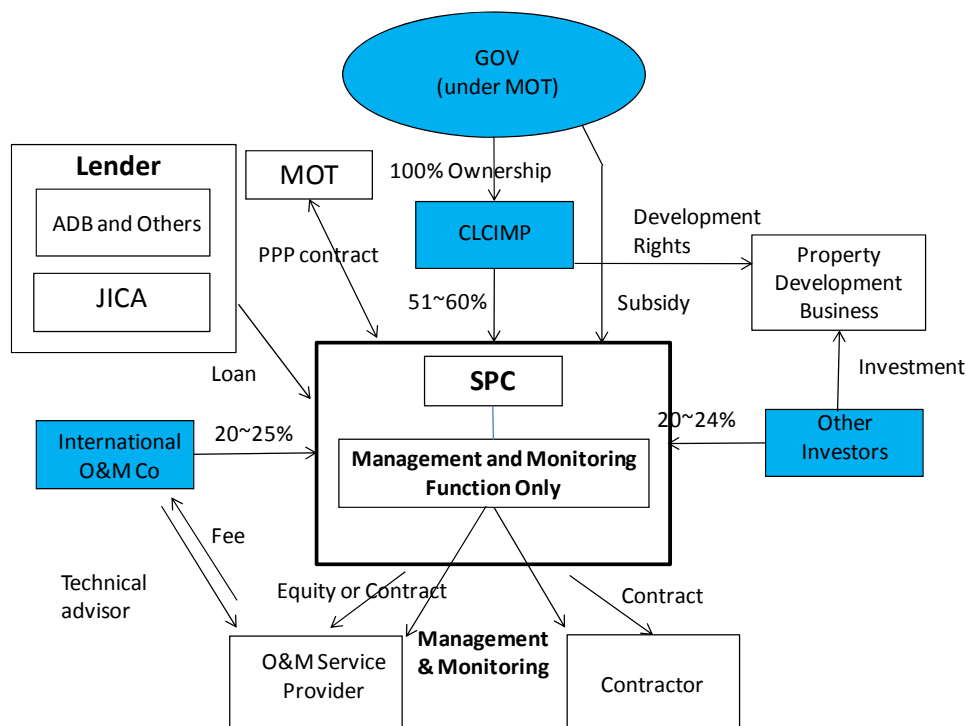 GOV
(under MOT)
Lender
ADB and Others
JICA
MOT
100% Ownership
CLCIMP
Development
Rights
Property
Development
Business
PPP contract
51~60%
Subsidy
Loan
SPC
Investment
International
O&M Co
20~25%
Management and Monitoring
Function Only
20~24%
Other
Investors
Fee
Technical
advisor
Equity or Contract
Contract
Management
& Monitoring
O&M Service
Provider
Contractor